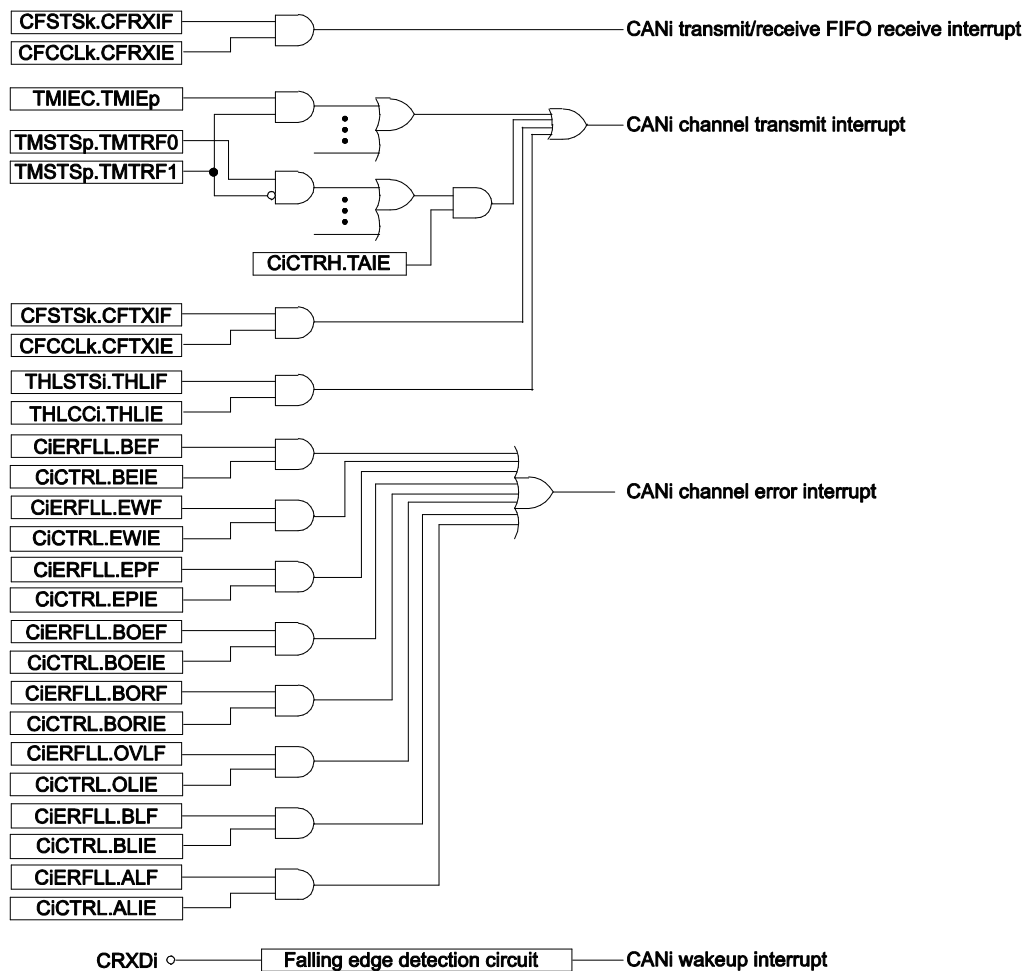 CFSTSk.CFRXIF
CFCCLk.CFRXIE
CANi transmit/receive FIFO receive interrupt
TMIEC.TMIEp
TMSTSp.TMTRF0
TMSTSp.TMTRF1
CANi channel transmit interrupt
CiCTRH.TAIE
CFSTSk.CFTXIF
CFCCLk.CFTXIE
THLSTSi.THLIF
THLCCi.THLIE
CiERFLL.BEF
CiCTRL.BEIE
CiERFLL.EWF
CiCTRL.EWIE
CANi channel error interrupt
CiERFLL.EPF
CiCTRL.EPIE
CiERFLL.BOEF
CiCTRL.BOEIE
CiERFLL.BORF
CiCTRL.BORIE
CiERFLL.OVLF
CiCTRL.OLIE
CiERFLL.BLF
CiCTRL.BLIE
CiERFLL.ALF
CiCTRL.ALIE
CRXDi
Falling edge detection circuit
CANi wakeup interrupt